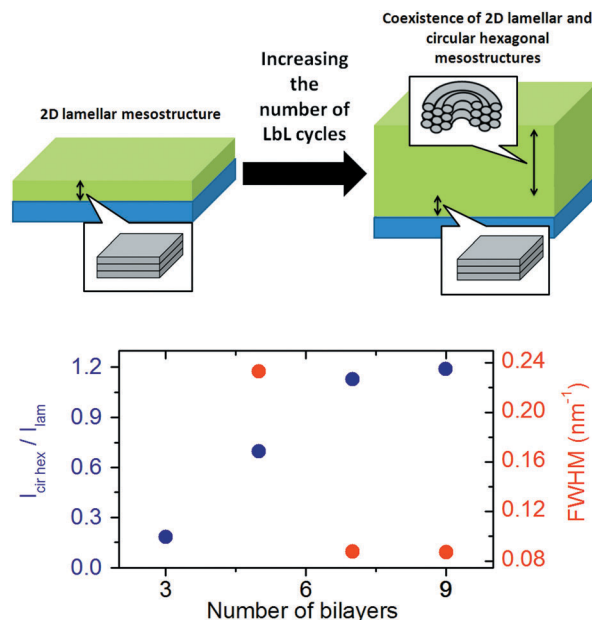 Coexistence of 2D lamellar and
circular hexagonal
mesostructures
Increasing
the
number of
LbL cycles
2D lamellar mesostructure
1.2
0.9
0.6
0.3
0.0
I cir hex / I lam
0.24
0.20
0.16
0.12
0.08
FWHM (nm⁻¹)
3
6
9
Number of bilayers